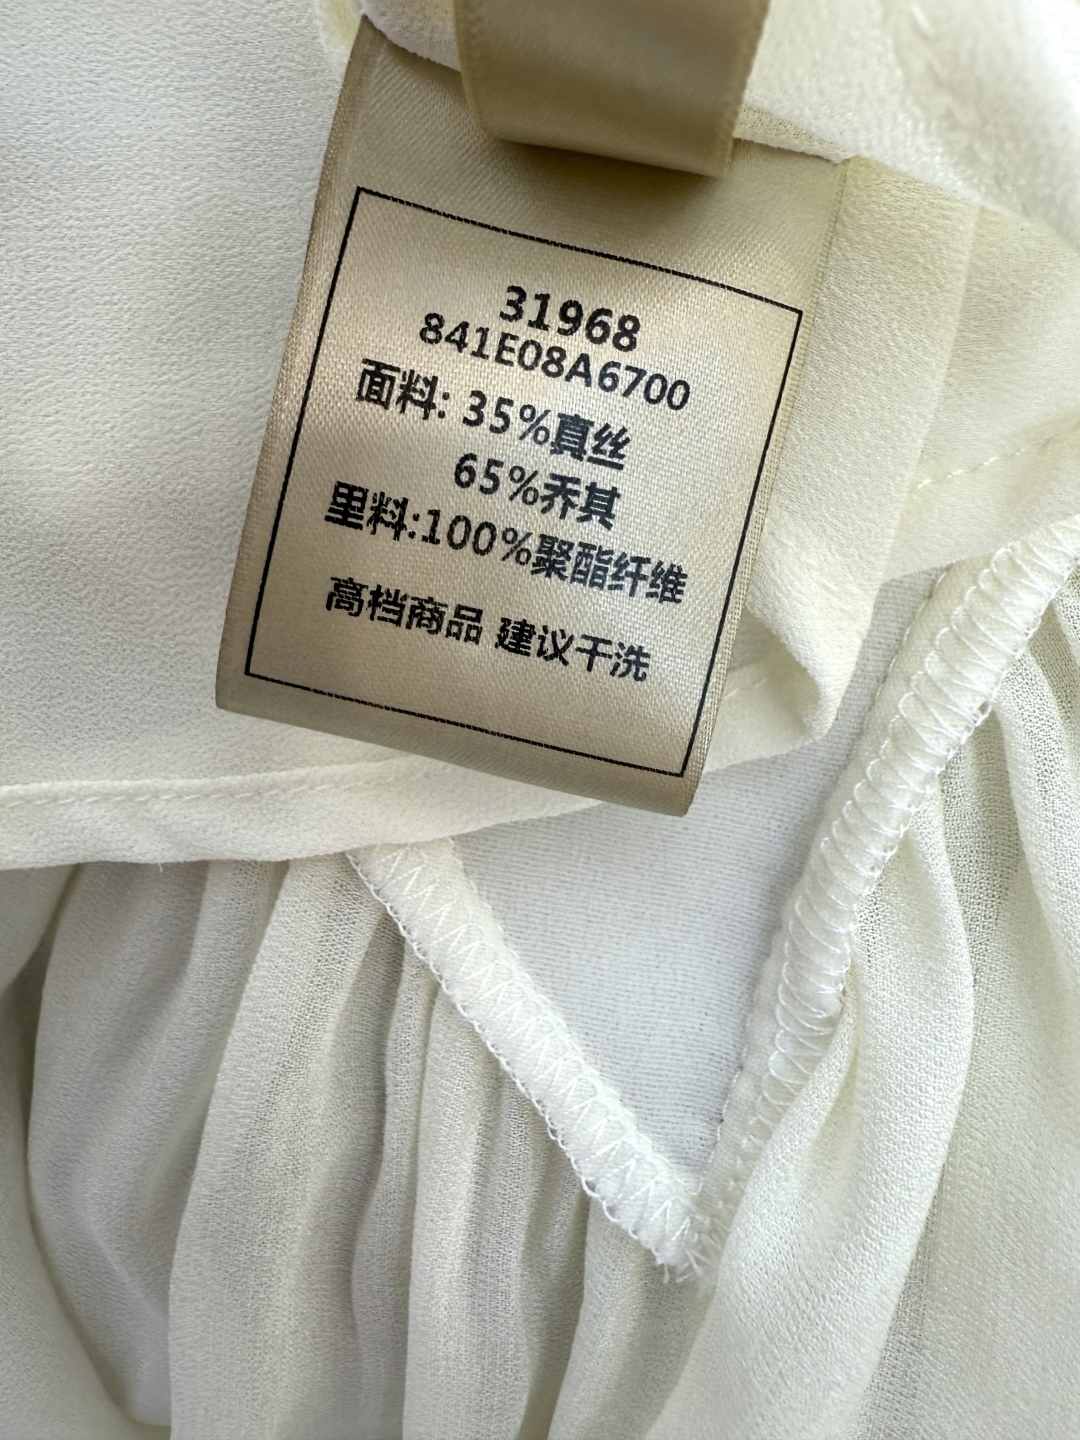 31968
841E08A6700
面料: 35%真丝
65%乔其
里料:100%聚酯纤维
高档商品 建议干洗